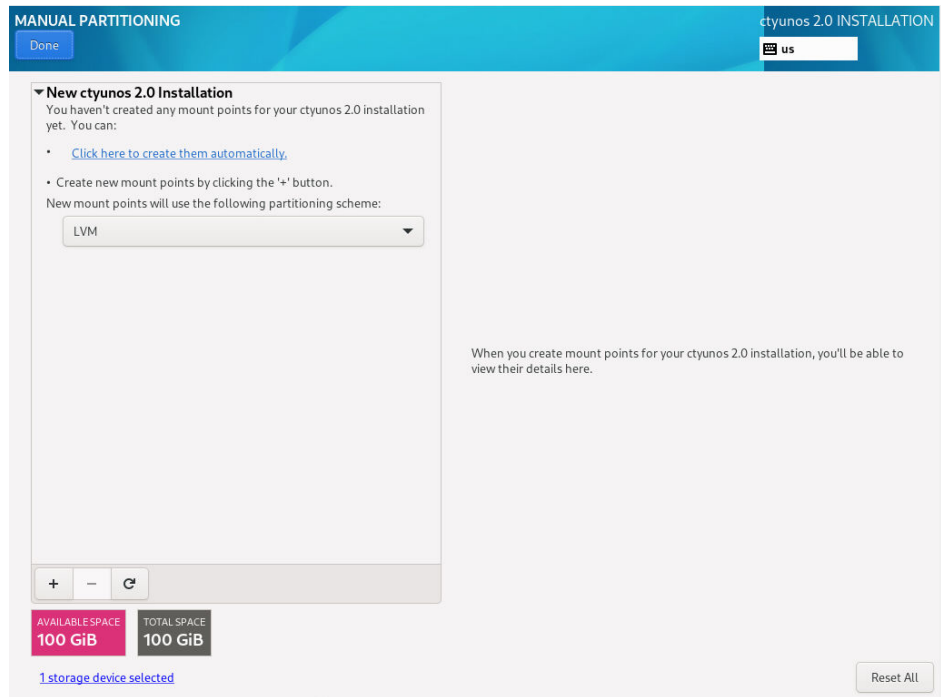 MANUAL PARTITIONING
ctyunos 2.0 INSTALLATION
Done
us
New ctyunos 2.0 Installation
You haven't created any mount points for your ctyunos 2.0 installation
yet. You can:
• Click here to create them automatically.
• Create new mount points by clicking the '+' button.
New mount points will use the following partitioning scheme:
LVM
When you create mount points for your ctyunos 2.0 installation, you'll be able to
view their details here.
+ −
AVAILABLE SPACE
100 GiB
TOTAL SPACE
100 GiB
1 storage device selected
Reset All